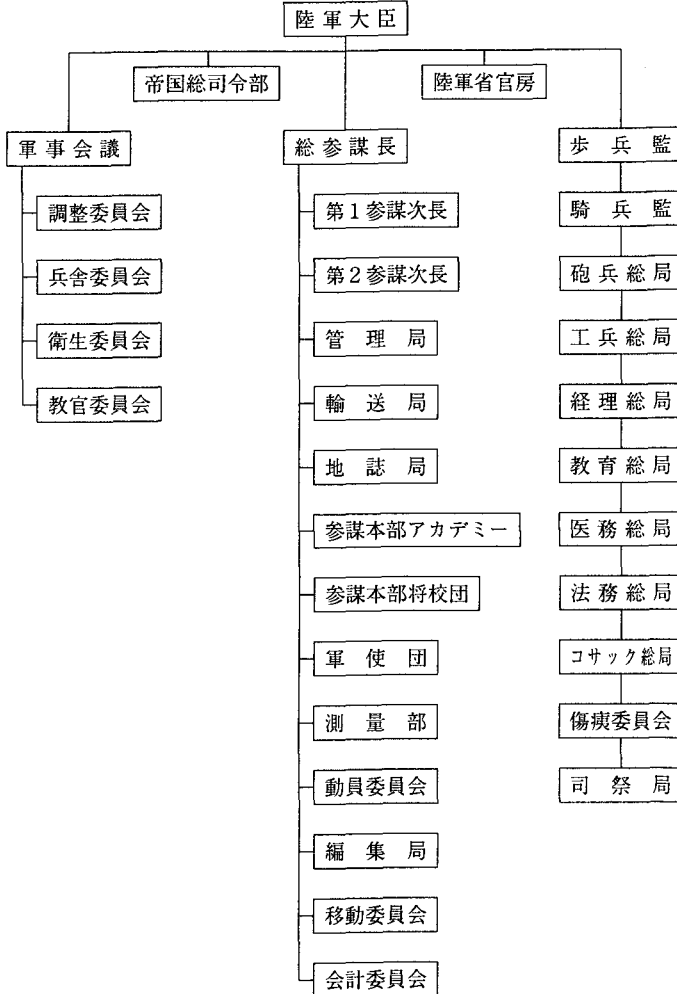 陸軍大臣
帝国総司令部
陸軍省官房
軍事会議
調整委員会
兵舎委員会
衛生委員会
教官委員会
総参謀長
第1参謀次長
第2参謀次長
管理局
輸送局
地誌局
参謀本部アカデミー
参謀本部将校団
軍使団
測量部
動員委員会
編集局
移動委員会
会計委員会
歩兵監
騎兵監
砲兵総局
工兵総局
経理総局
教育総局
医務総局
法務総局
コサック総局
傷痍委員会
司祭局